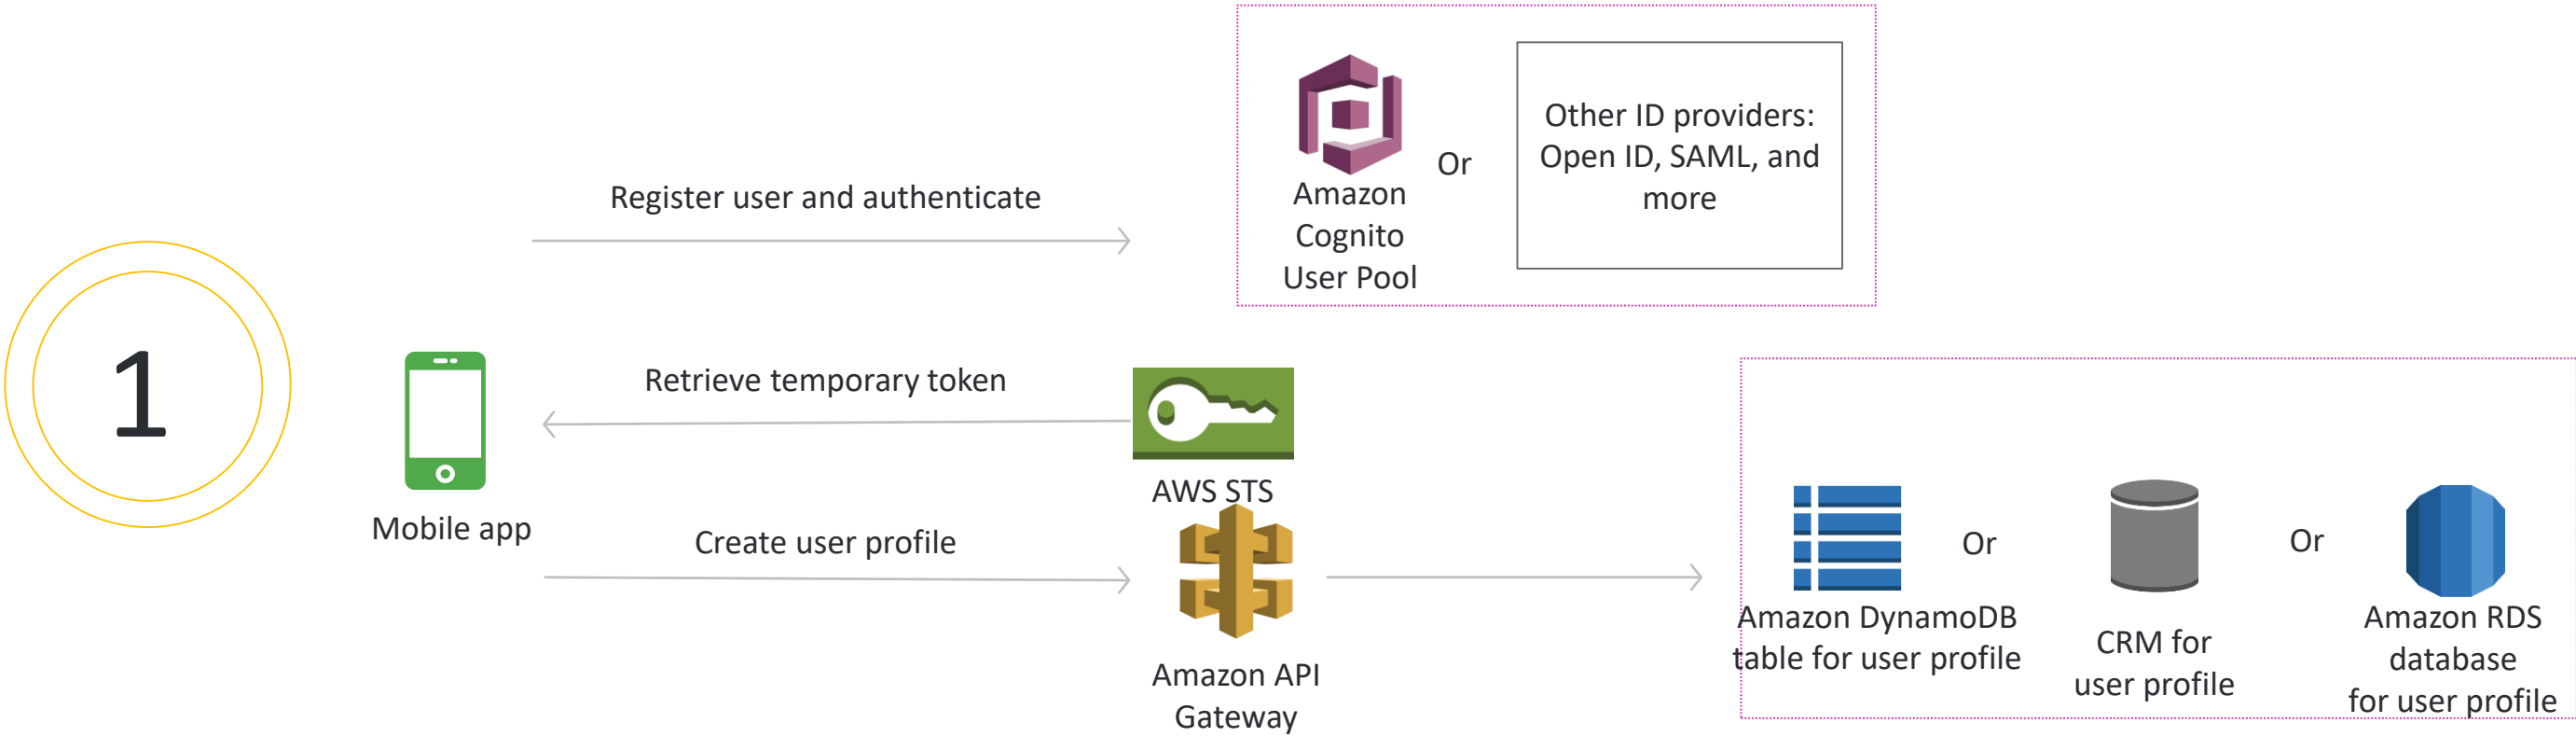 1
Mobile app
Register user and authenticate
Amazon
Cognito
User Pool
Or
Other ID providers:
Open ID, SAML, and
more
Retrieve temporary token
AWS STS
Create user profile
Amazon API
Gateway
Amazon DynamoDB
table for user profile
Or
CRM for
user profile
Or
Amazon RDS
database
for user profile